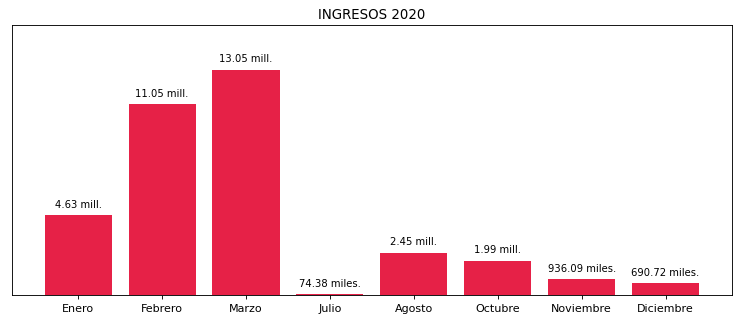 INGRESOS 2020
13.05 mill.
11.05 mill.
4.63 mill.
2.45 mill.
1.99 mill.
936.09 miles.
690.72 miles.
74.38 miles.
Enero Febrero Marzo Julio Agosto Octubre Noviembre Diciembre